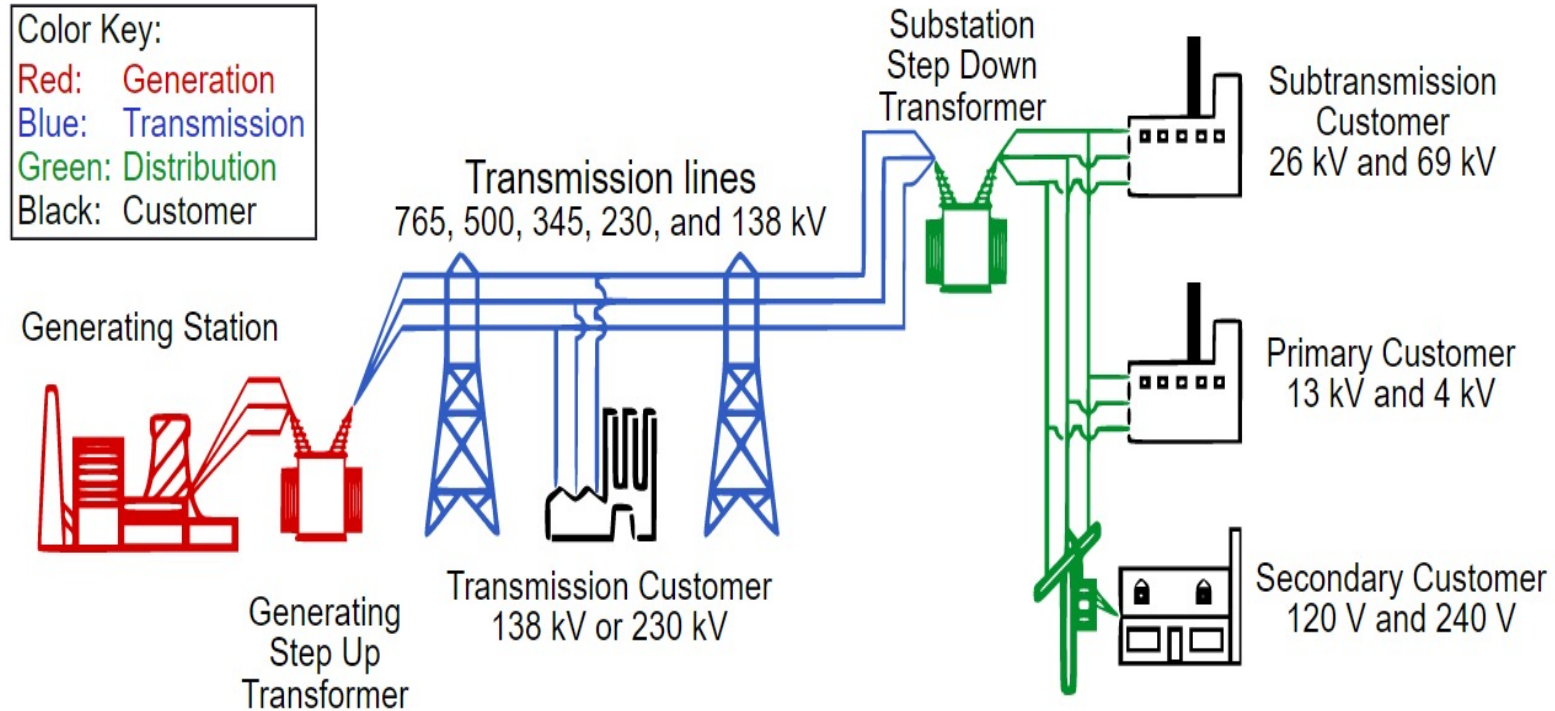 Color Key:
Red: Generation
Blue: Transmission
Green: Distribution
Black: Customer
Substation
Step Down
Transformer
Subtransmission
Customer
26 kV and 69 kV
Transmission lines
765, 500, 345, 230, and 138 kV
Generating Station
Primary Customer
13 kV and 4 kV
Transmission Customer
138 kV or 230 kV
Secondary Customer
120 V and 240 V
Generating
Step Up
Transformer